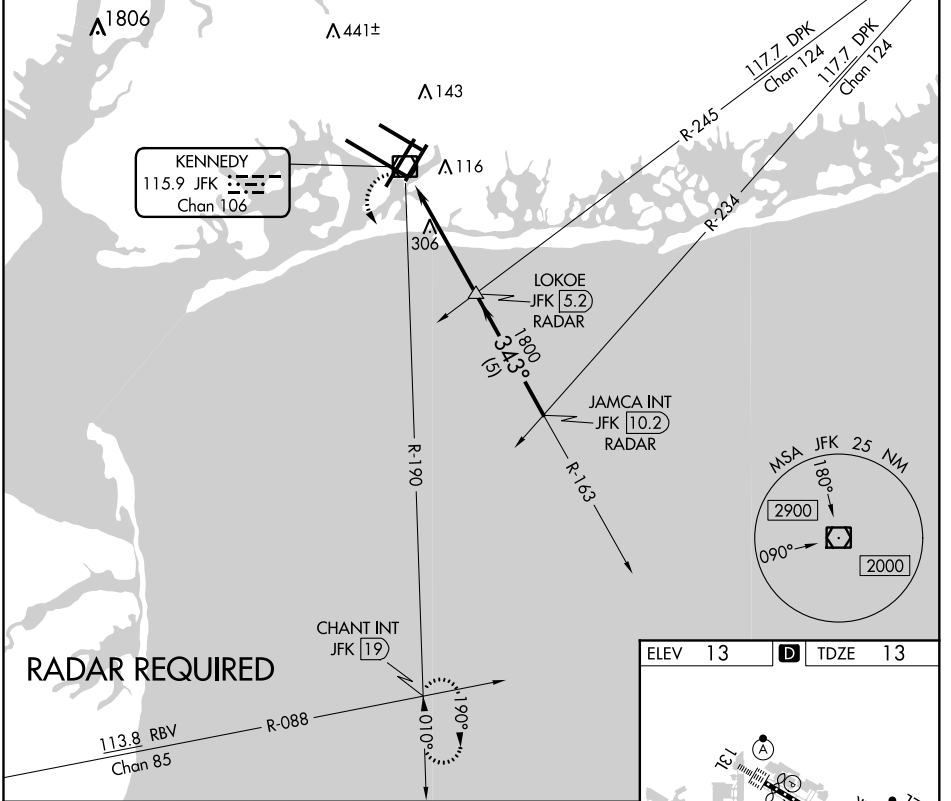 1806
441±
143
116
306
KENNEDY
115.9 JFK
Chan 106
117.7 DPK
Chan 124
117.7 DPK
Chan 124
R-245
R-234
LOKOE
JFK 5.2
RADAR
1800
343°
(5)
JAMCA INT
JFK 10.2
RADAR
R-190
R-163
MSA JFK 25 NM
180°
2900
090°
2000
CHANT INT
JFK 19
RADAR REQUIRED
113.8 RBV
Chan 85
R-088
010°
190°
ELEV 13 D TDZE 13
A
13L
P